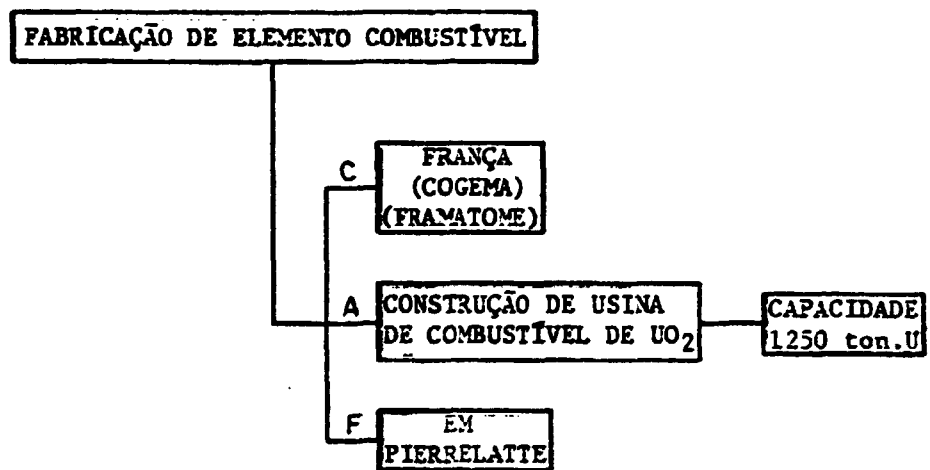 FABRICAÇÃO DE ELEMENTO COMBUSTÍVEL
C
FRANÇA
(COGEMA)
(FRAMATOME)
A
CONSTRUÇÃO DE USINA
DE COMBUSTÍVEL DE UO₂
CAPACIDADE
1250 ton.U
F
EM
PIERRELATTE